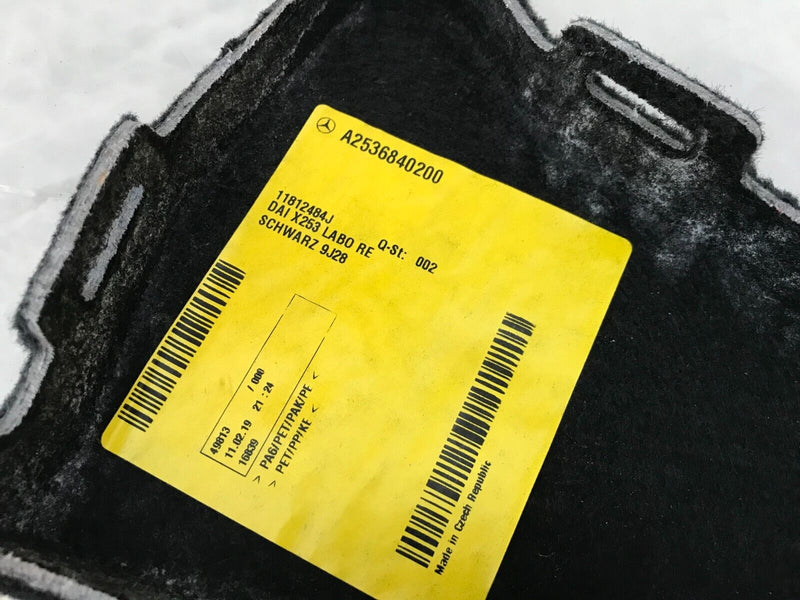 A2536840200
11812484J
DAI X253 LABO RE
Q-St: 002
SCHWARZ 9J28
49813 / 000
11.02.19 21:24
16839
> PA6/PET/PAK/PE <
> PET/PP/KE <
Made in Czech Republic